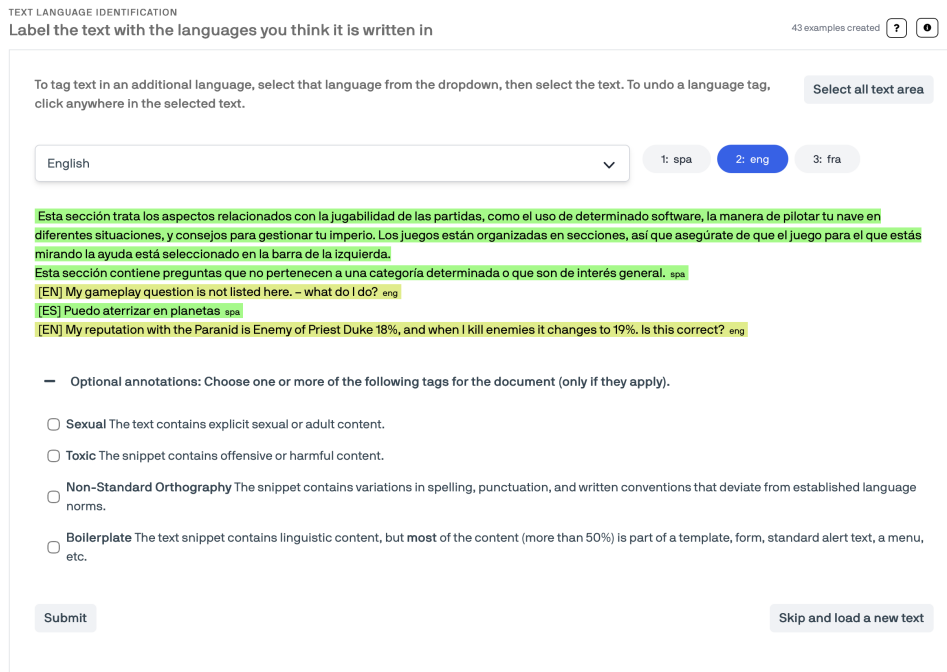 TEXT LANGUAGE IDENTIFICATION
Label the text with the languages you think it is written in
43 examples created
?
To tag text in an additional language, select that language from the dropdown, then select the text. To undo a language tag,
click anywhere in the selected text.
Select all text area
English
1: spa
2: eng
3: fra
Esta sección trata los aspectos relacionados con la jugabilidad de las partidas, como el uso de determinado software, la manera de pilotar tu nave en
diferentes situaciones, y consejos para gestionar tu imperio. Los juegos están organizadas en secciones, así que asegúrate de que el juego para el que estás
mirando la ayuda está seleccionado en la barra de la izquierda.
Esta sección contiene preguntas que no pertenecen a una categoría determinada o que son de interés general. spa
[EN] My gameplay question is not listed here. – what do I do? eng
[ES] Puedo aterrizar en planetas spa
[EN] My reputation with the Paranid is Enemy of Priest Duke 18%, and when I kill enemies it changes to 19%. Is this correct? eng
Optional annotations: Choose one or more of the following tags for the document (only if they apply).
Sexual The text contains explicit sexual or adult content.
Toxic The snippet contains offensive or harmful content.
Non-Standard Orthography The snippet contains variations in spelling, punctuation, and written conventions that deviate from established language
norms.
Boilerplate The text snippet contains linguistic content, but most of the content (more than 50%) is part of a template, form, standard alert text, a menu,
etc.
Submit
Skip and load a new text